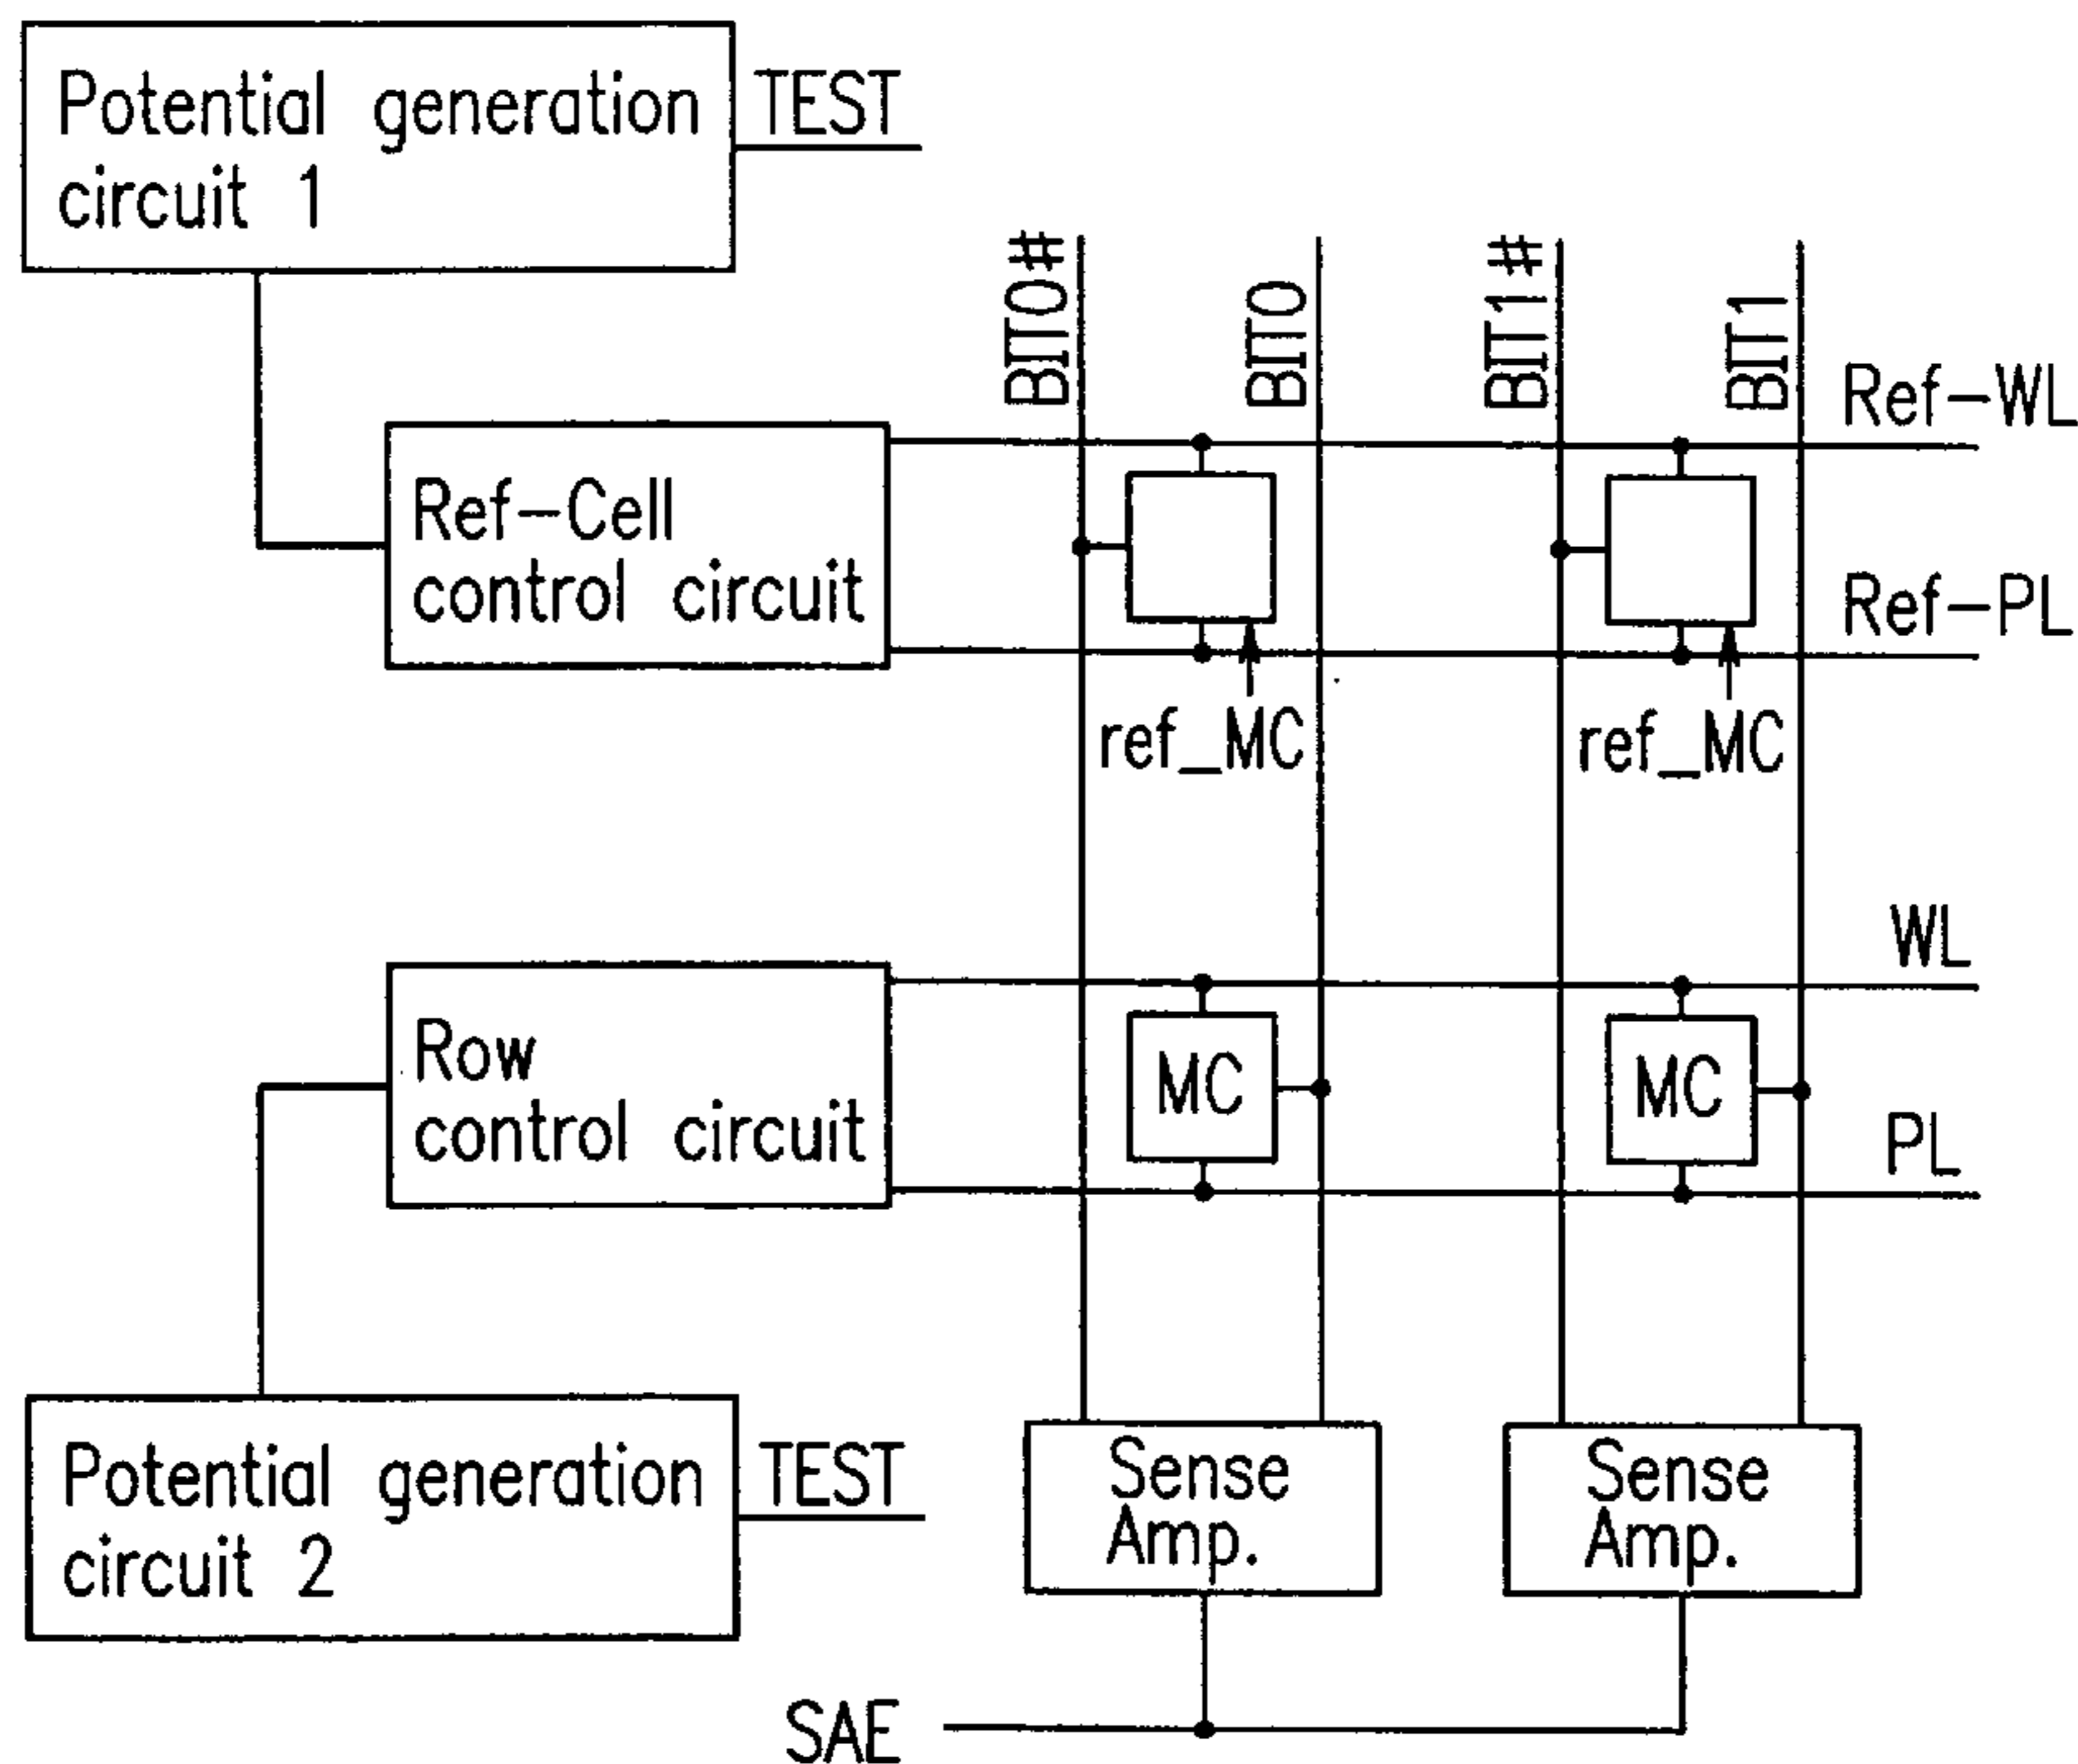 Potential generation
circuit 1
TEST
BIT0#
BIT0
BIT1#
BIT1
Ref-WL
Ref-Cell
control circuit
Ref-PL
ref_MC
ref_MC
WL
Row
control circuit
MC
MC
PL
Potential generation
circuit 2
TEST
Sense
Amp.
Sense
Amp.
SAE